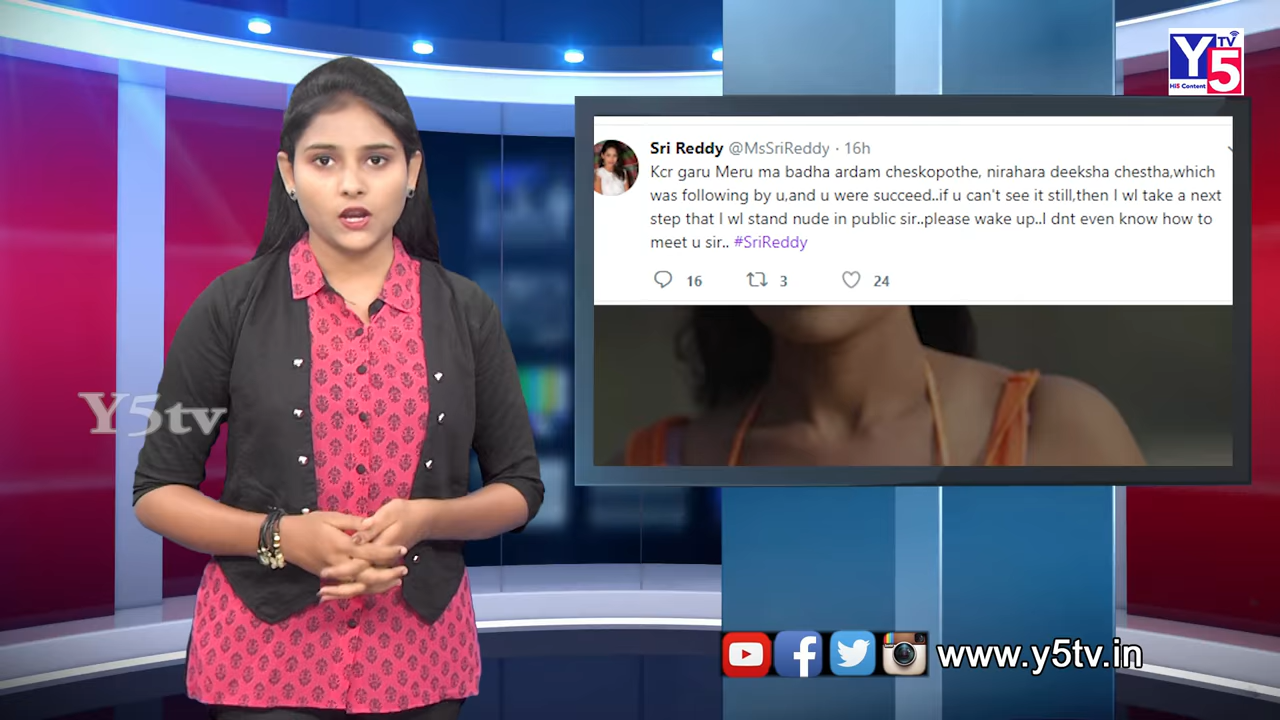 Y TV
5
Hi5 Content
Sri Reddy @MsSriReddy · 16h
Kcr garu Meru ma badha ardam cheskopothe, nirahara deeksha chestha,which
was following by u,and u were succeed..if u can't see it still,then I wl take a next
step that I wl stand nude in public sir..please wake up..I dnt even know how to
meet u sir.. #SriReddy
16 3 24
Y5tv
www.y5tv.in